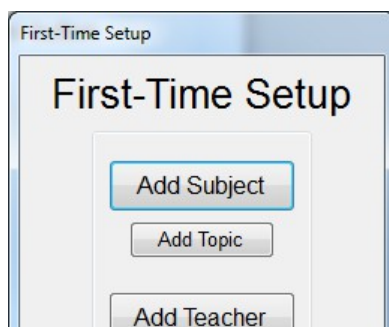 First-Time Setup
First-Time Setup
Add Subject
Add Topic
Add Teacher